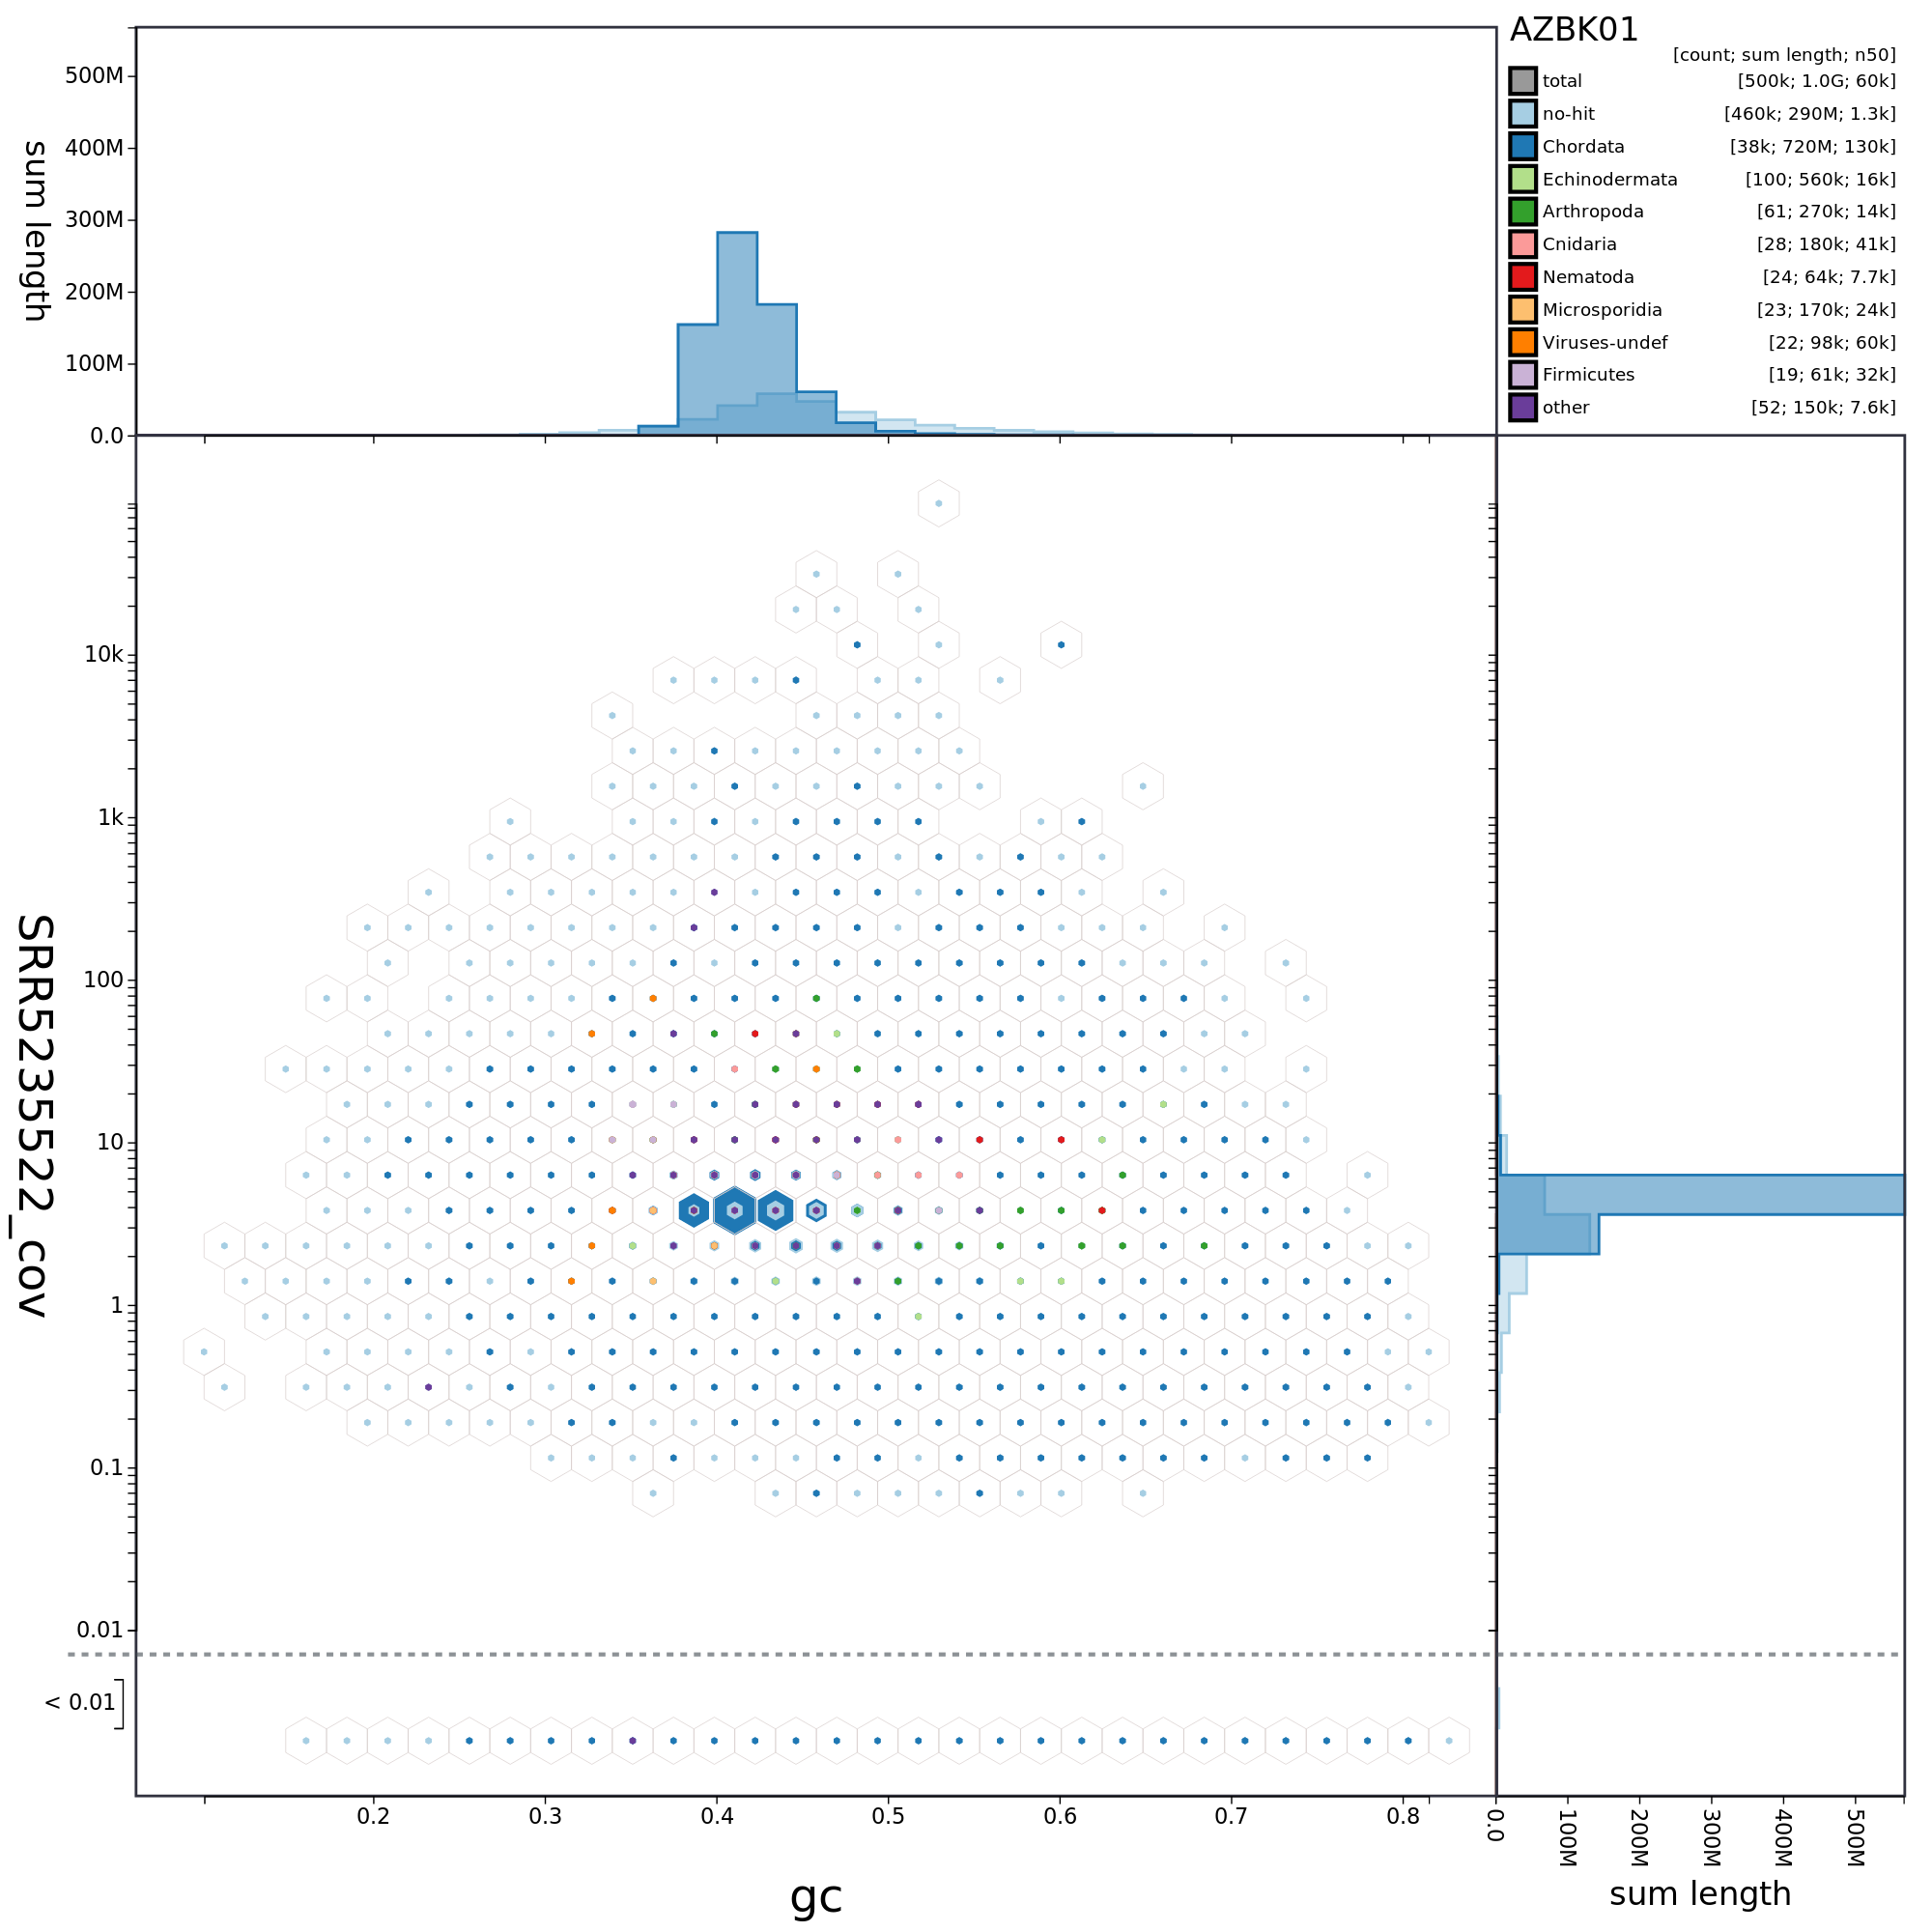 AZBK01
[count; sum length; n50]
total [500k; 1.0G; 60k]
no-hit [460k; 290M; 1.3k]
Chordata [38k; 720M; 130k]
Echinodermata [100; 560k; 16k]
Arthropoda [61; 270k; 14k]
Cnidaria [28; 180k; 41k]
Nematoda [24; 64k; 7.7k]
Microsporidia [23; 170k; 24k]
Viruses-undef [22; 98k; 60k]
Firmicutes [19; 61k; 32k]
other [52; 150k; 7.6k]
sum length
500M
400M
300M
200M
100M
0.0
SRR5235522_cov
10k
1k
100
10
1
0.1
0.01
< 0.01
0.2 0.3 0.4 0.5 0.6 0.7 0.8
gc
0.0 100M 200M 300M 400M 500M
sum length